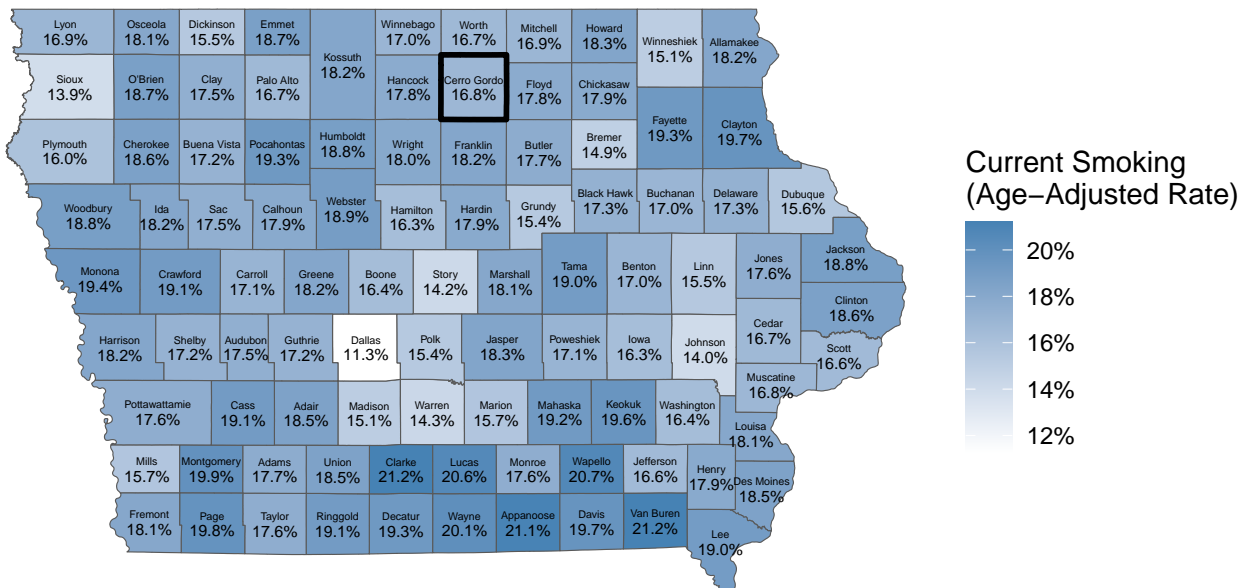 Lyon
16.9%
Osceola
18.1%
Dickinson
15.5%
Emmet
18.7%
Kossuth
18.2%
Winnebago
17.0%
Worth
16.7%
Mitchell
16.9%
Howard
18.3%
Winneshiek
15.1%
Allamakee
18.2%
Sioux
13.9%
O'Brien
18.7%
Clay
17.5%
Palo Alto
16.7%
Hancock
17.8%
Cerro Gordo
16.8%
Floyd
17.8%
Chickasaw
17.9%
Fayette
19.3%
Clayton
19.7%
Plymouth
16.0%
Cherokee
18.6%
Buena Vista
17.2%
Pocahontas
19.3%
Humboldt
18.8%
Wright
18.0%
Franklin
18.2%
Butler
17.7%
Bremer
14.9%
Woodbury
18.8%
Ida
18.2%
Sac
17.5%
Calhoun
17.9%
Webster
18.9%
Hamilton
16.3%
Hardin
17.9%
Grundy
15.4%
Black Hawk
17.3%
Buchanan
17.0%
Delaware
17.3%
Dubuque
15.6%
Monona
19.4%
Crawford
19.1%
Carroll
17.1%
Greene
18.2%
Boone
16.4%
Story
14.2%
Marshall
18.1%
Tama
19.0%
Benton
17.0%
Linn
15.5%
Jones
17.6%
Jackson
18.8%
Clinton
18.6%
Harrison
18.2%
Shelby
17.2%
Audubon
17.5%
Guthrie
17.2%
Dallas
11.3%
Polk
15.4%
Jasper
18.3%
Poweshiek
17.1%
Iowa
16.3%
Johnson
14.0%
Cedar
16.7%
Scott
16.6%
Muscatine
16.8%
Pottawattamie
17.6%
Cass
19.1%
Adair
18.5%
Madison
15.1%
Warren
14.3%
Marion
15.7%
Mahaska
19.2%
Keokuk
19.6%
Washington
16.4%
Louisa
18.1%
Mills
15.7%
Montgomery
19.9%
Adams
17.7%
Union
18.5%
Clarke
21.2%
Lucas
20.6%
Monroe
17.6%
Wapello
20.7%
Jefferson
16.6%
Henry
17.9%
Des Moines
18.5%
Fremont
18.1%
Page
19.8%
Taylor
17.6%
Ringgold
19.1%
Decatur
19.3%
Wayne
20.1%
Appanoose
21.1%
Davis
19.7%
Van Buren
21.2%
Lee
19.0%
Current Smoking
(Age−Adjusted Rate)
20%
18%
16%
14%
12%